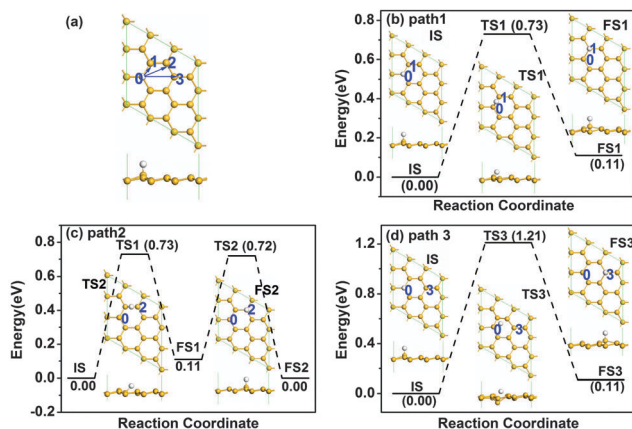 (a)
1 2
0 3
(b) path1
TS1 (0.73)
FS1
IS
TS1
1
0
1
0
1
0
Energy(eV)
0.8
0.6
0.4
0.2
0.0
IS
(0.00)
FS1
(0.11)
Reaction Coordinate
(c) path2
TS1 (0.73)
TS2 (0.72)
TS2
FS2
2
0
2
0
Energy(eV)
0.8
0.6
0.4
0.2
0.0
-0.2
IS
0.00
FS1
0.11
FS2
0.00
Reaction Coordinate
(d) path 3
TS3 (1.21)
FS3
IS
TS3
0 3
0 3
0 3
Energy(eV)
1.2
0.8
0.4
0.0
IS
(0.00)
FS3
(0.11)
Reaction Coordinate